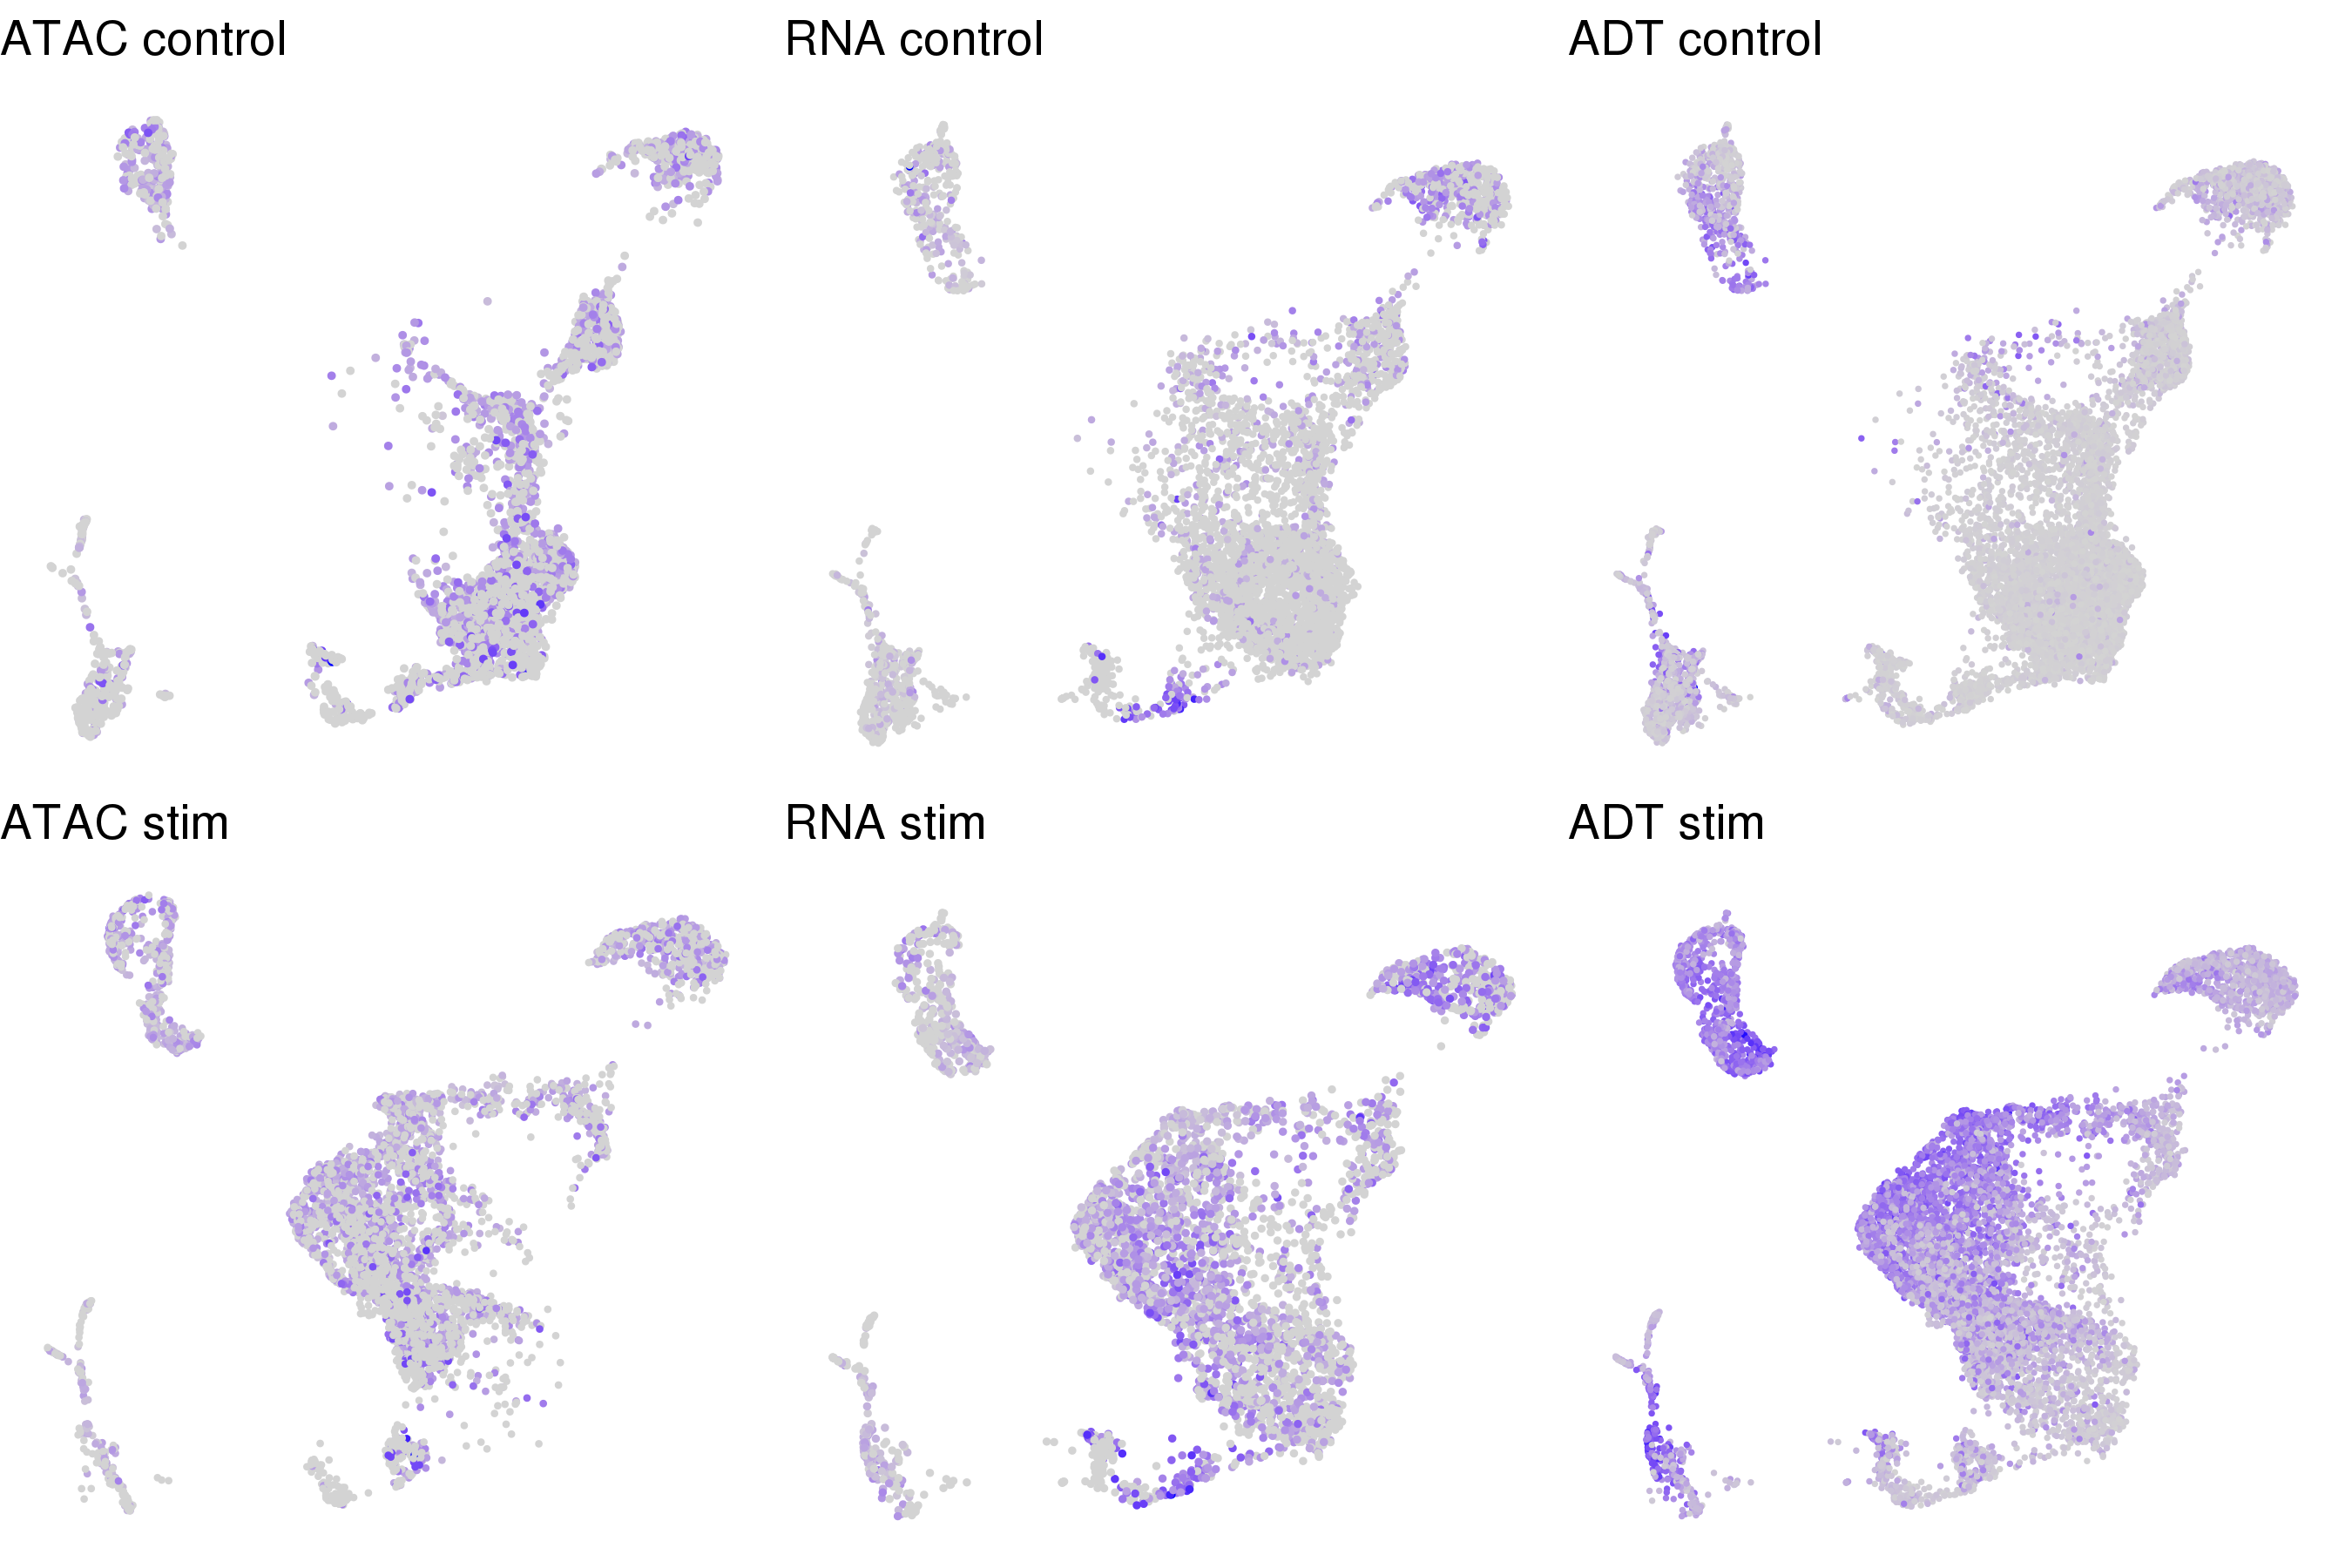 ATAC control
RNA control
ADT control
ATAC stim
RNA stim
ADT stim